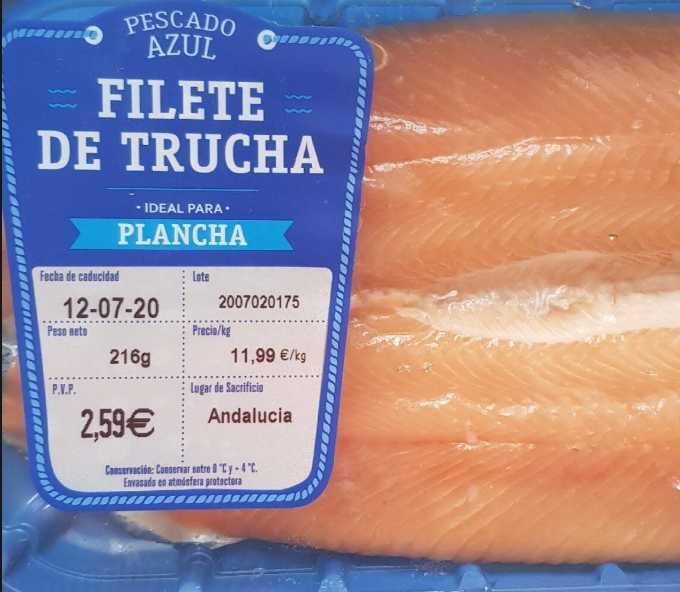 PESCADO
AZUL
FILETE
DE TRUCHA
• IDEAL PARA •
PLANCHA
Fecha de caducidad
12-07-20
Lote
2007020175
Peso neto
216g
Precio/kg
11,99 €/kg
P.V.P.
2,59€
Lugar de Sacrificio
Andalucia
Conservación: Conservar entre 0 °C y + 4 °C.
Envasado en atmósfera protectora